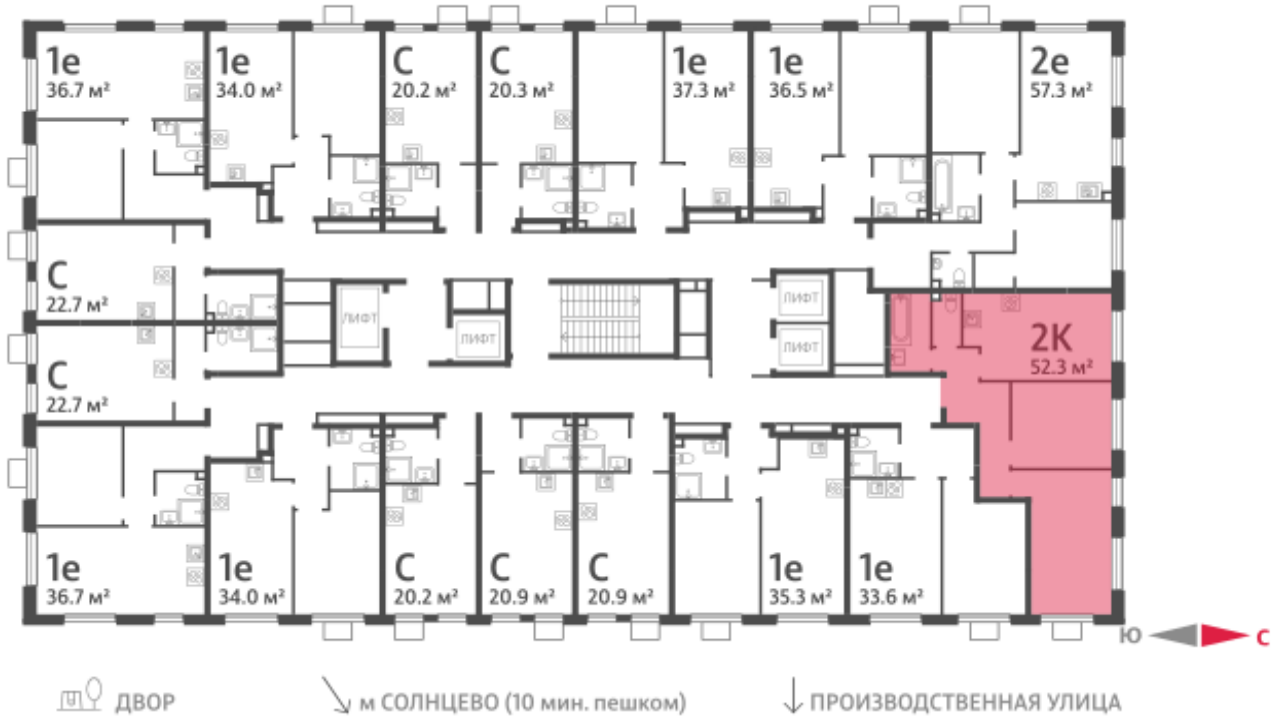 1е
36.7 м²
1е
34.0 м²
С
20.2 м²
С
20.3 м²
1е
37.3 м²
1е
36.5 м²
2е
57.3 м²
С
22.7 м²
ЛИФТ
ЛИФТ
ЛИФТ
ЛИФТ
2К
52.3 м²
С
22.7 м²
1е
36.7 м²
1е
34.0 м²
С
20.2 м²
С
20.9 м²
С
20.9 м²
1е
35.3 м²
1е
33.6 м²
Ю С
ДВОР
м СОЛНЦЕВО (10 мин. пешком)
ПРОИЗВОДСТВЕННАЯ УЛИЦА